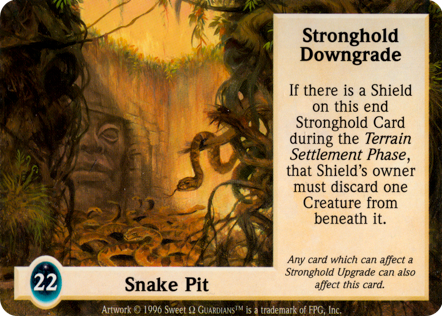 Stronghold
Downgrade
If there is a Shield
on this end
Stronghold Card
during the Terrain
Settlement Phase,
that Shield's owner
must discard one
Creature from
beneath it.
Any card which can affect a
Stronghold Upgrade can also
affect this card.
22
Snake Pit
Artwork © 1996 Sweet Ω GUARDIANS™ is a trademark of FPG, Inc.